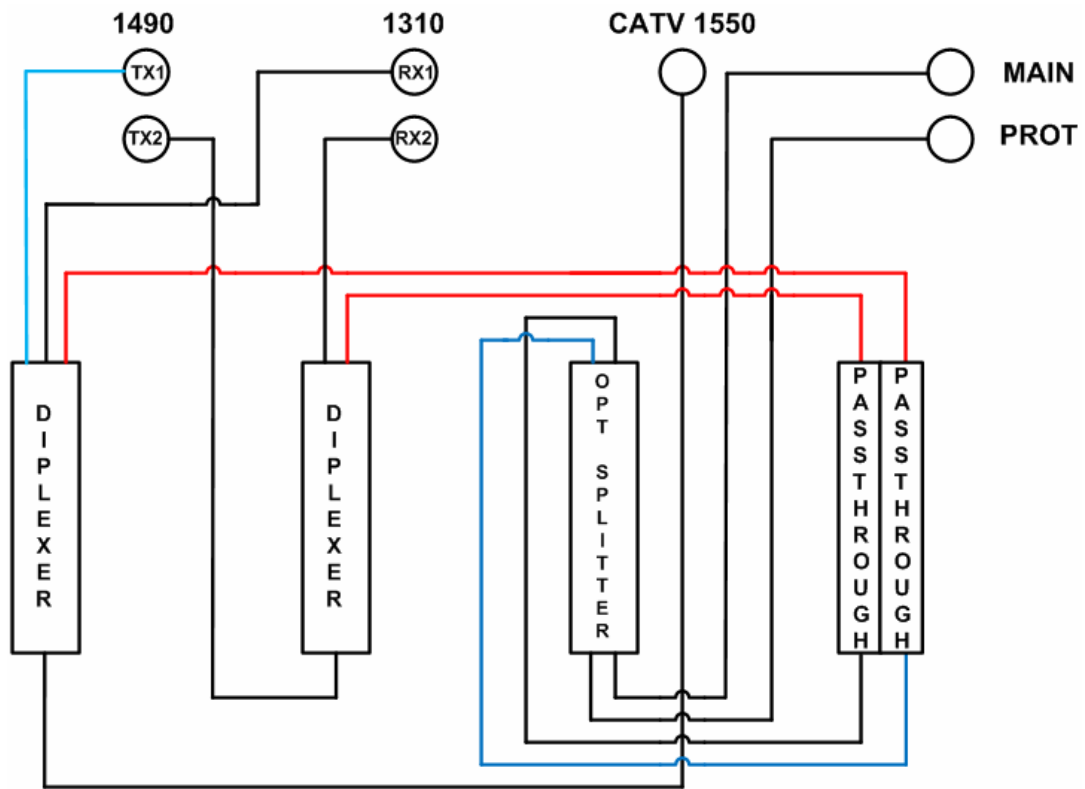 1490 1310 CATV 1550
TX1 RX1 MAIN
TX2 RX2 PROT
DIPLEXER
DIPLEXER
OPT SPLITTER
PASSTHROUGH
PASSTHROUGH